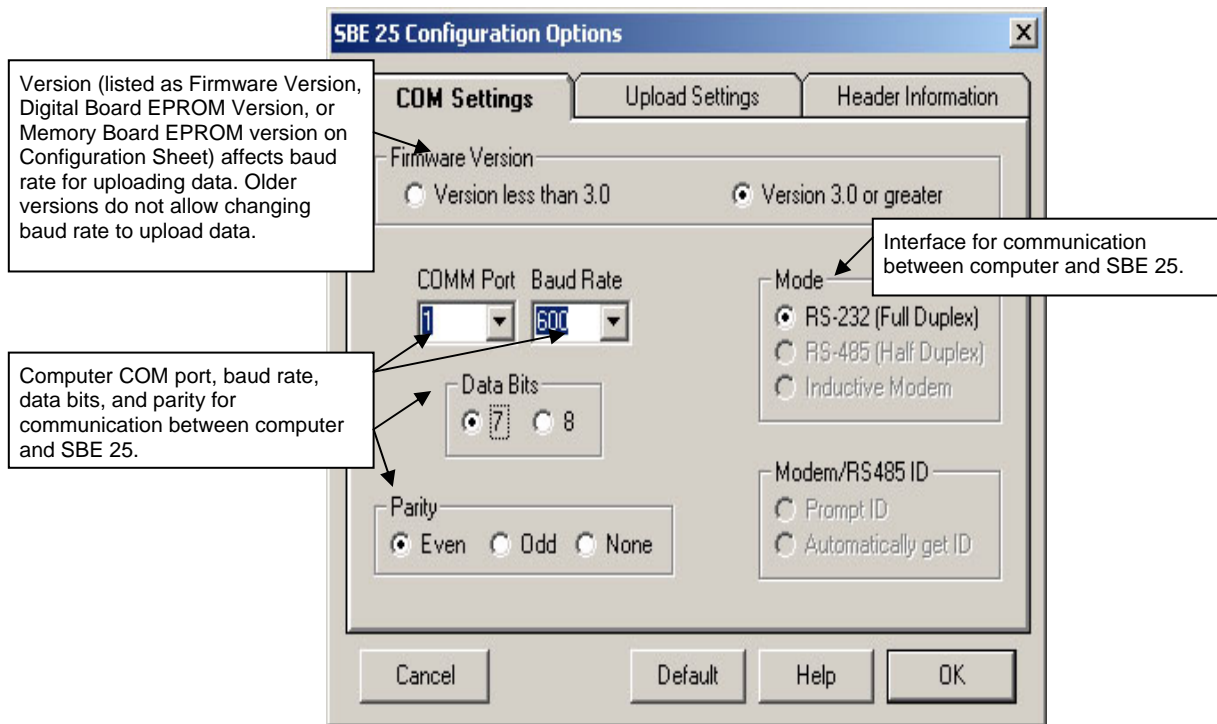 SBE 25 Configuration Options
Version (listed as Firmware Version,
Digital Board EPROM Version, or
Memory Board EPROM version on
Configuration Sheet) affects baud
rate for uploading data. Older
versions do not allow changing
baud rate to upload data.
COM Settings
Upload Settings
Header Information
Firmware Version
Version less than 3.0
Version 3.0 or greater
Interface for communication
between computer and SBE 25.
COMM Port
Baud Rate
1
600
Mode
RS-232 (Full Duplex)
RS-485 (Half Duplex)
Inductive Modem
Computer COM port, baud rate,
data bits, and parity for
communication between computer
and SBE 25.
Data Bits
7
8
Parity
Even
Odd
None
Modem/RS485 ID
Prompt ID
Automatically get ID
Cancel
Default
Help
OK